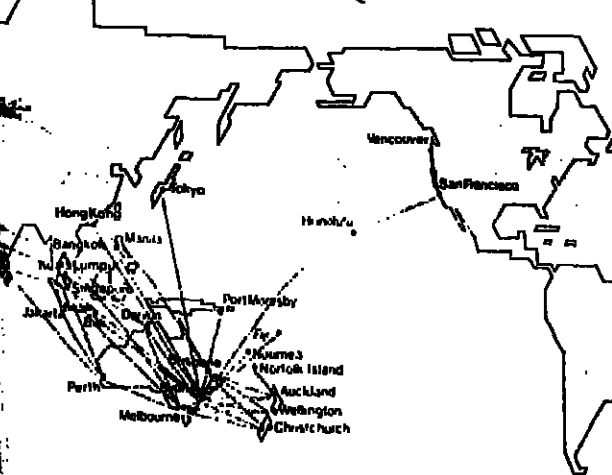 Vancouver
San Francisco
Tokyo
Hong Kong
Honolulu
Bangkok
Manila
Kuala Lumpur
Singapore
Jakarta
Darwin
Port Moresby
Noumea
Norfolk Island
Perth
Auckland
Melbourne
Wellington
Christchurch